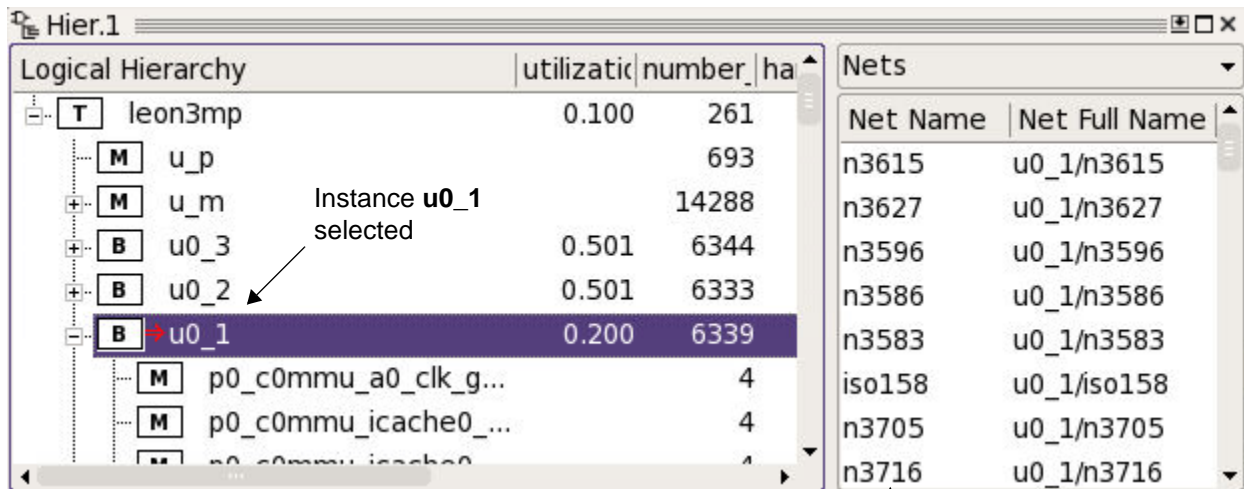 Hier.1
Logical Hierarchy utilizatic number_ ha
T leon3mp 0.100 261
M u_p 693
M u_m 14288
B u0_3 0.501 6344
B u0_2 0.501 6333
B u0_1 0.200 6339
M p0_c0mmu_a0_clk_g... 4
M p0_c0mmu_icache0_... 4
Instance u0_1
selected
Nets
Net Name Net Full Name
n3615 u0_1/n3615
n3627 u0_1/n3627
n3596 u0_1/n3596
n3586 u0_1/n3586
n3583 u0_1/n3583
iso158 u0_1/iso158
n3705 u0_1/n3705
n3716 u0_1/n3716